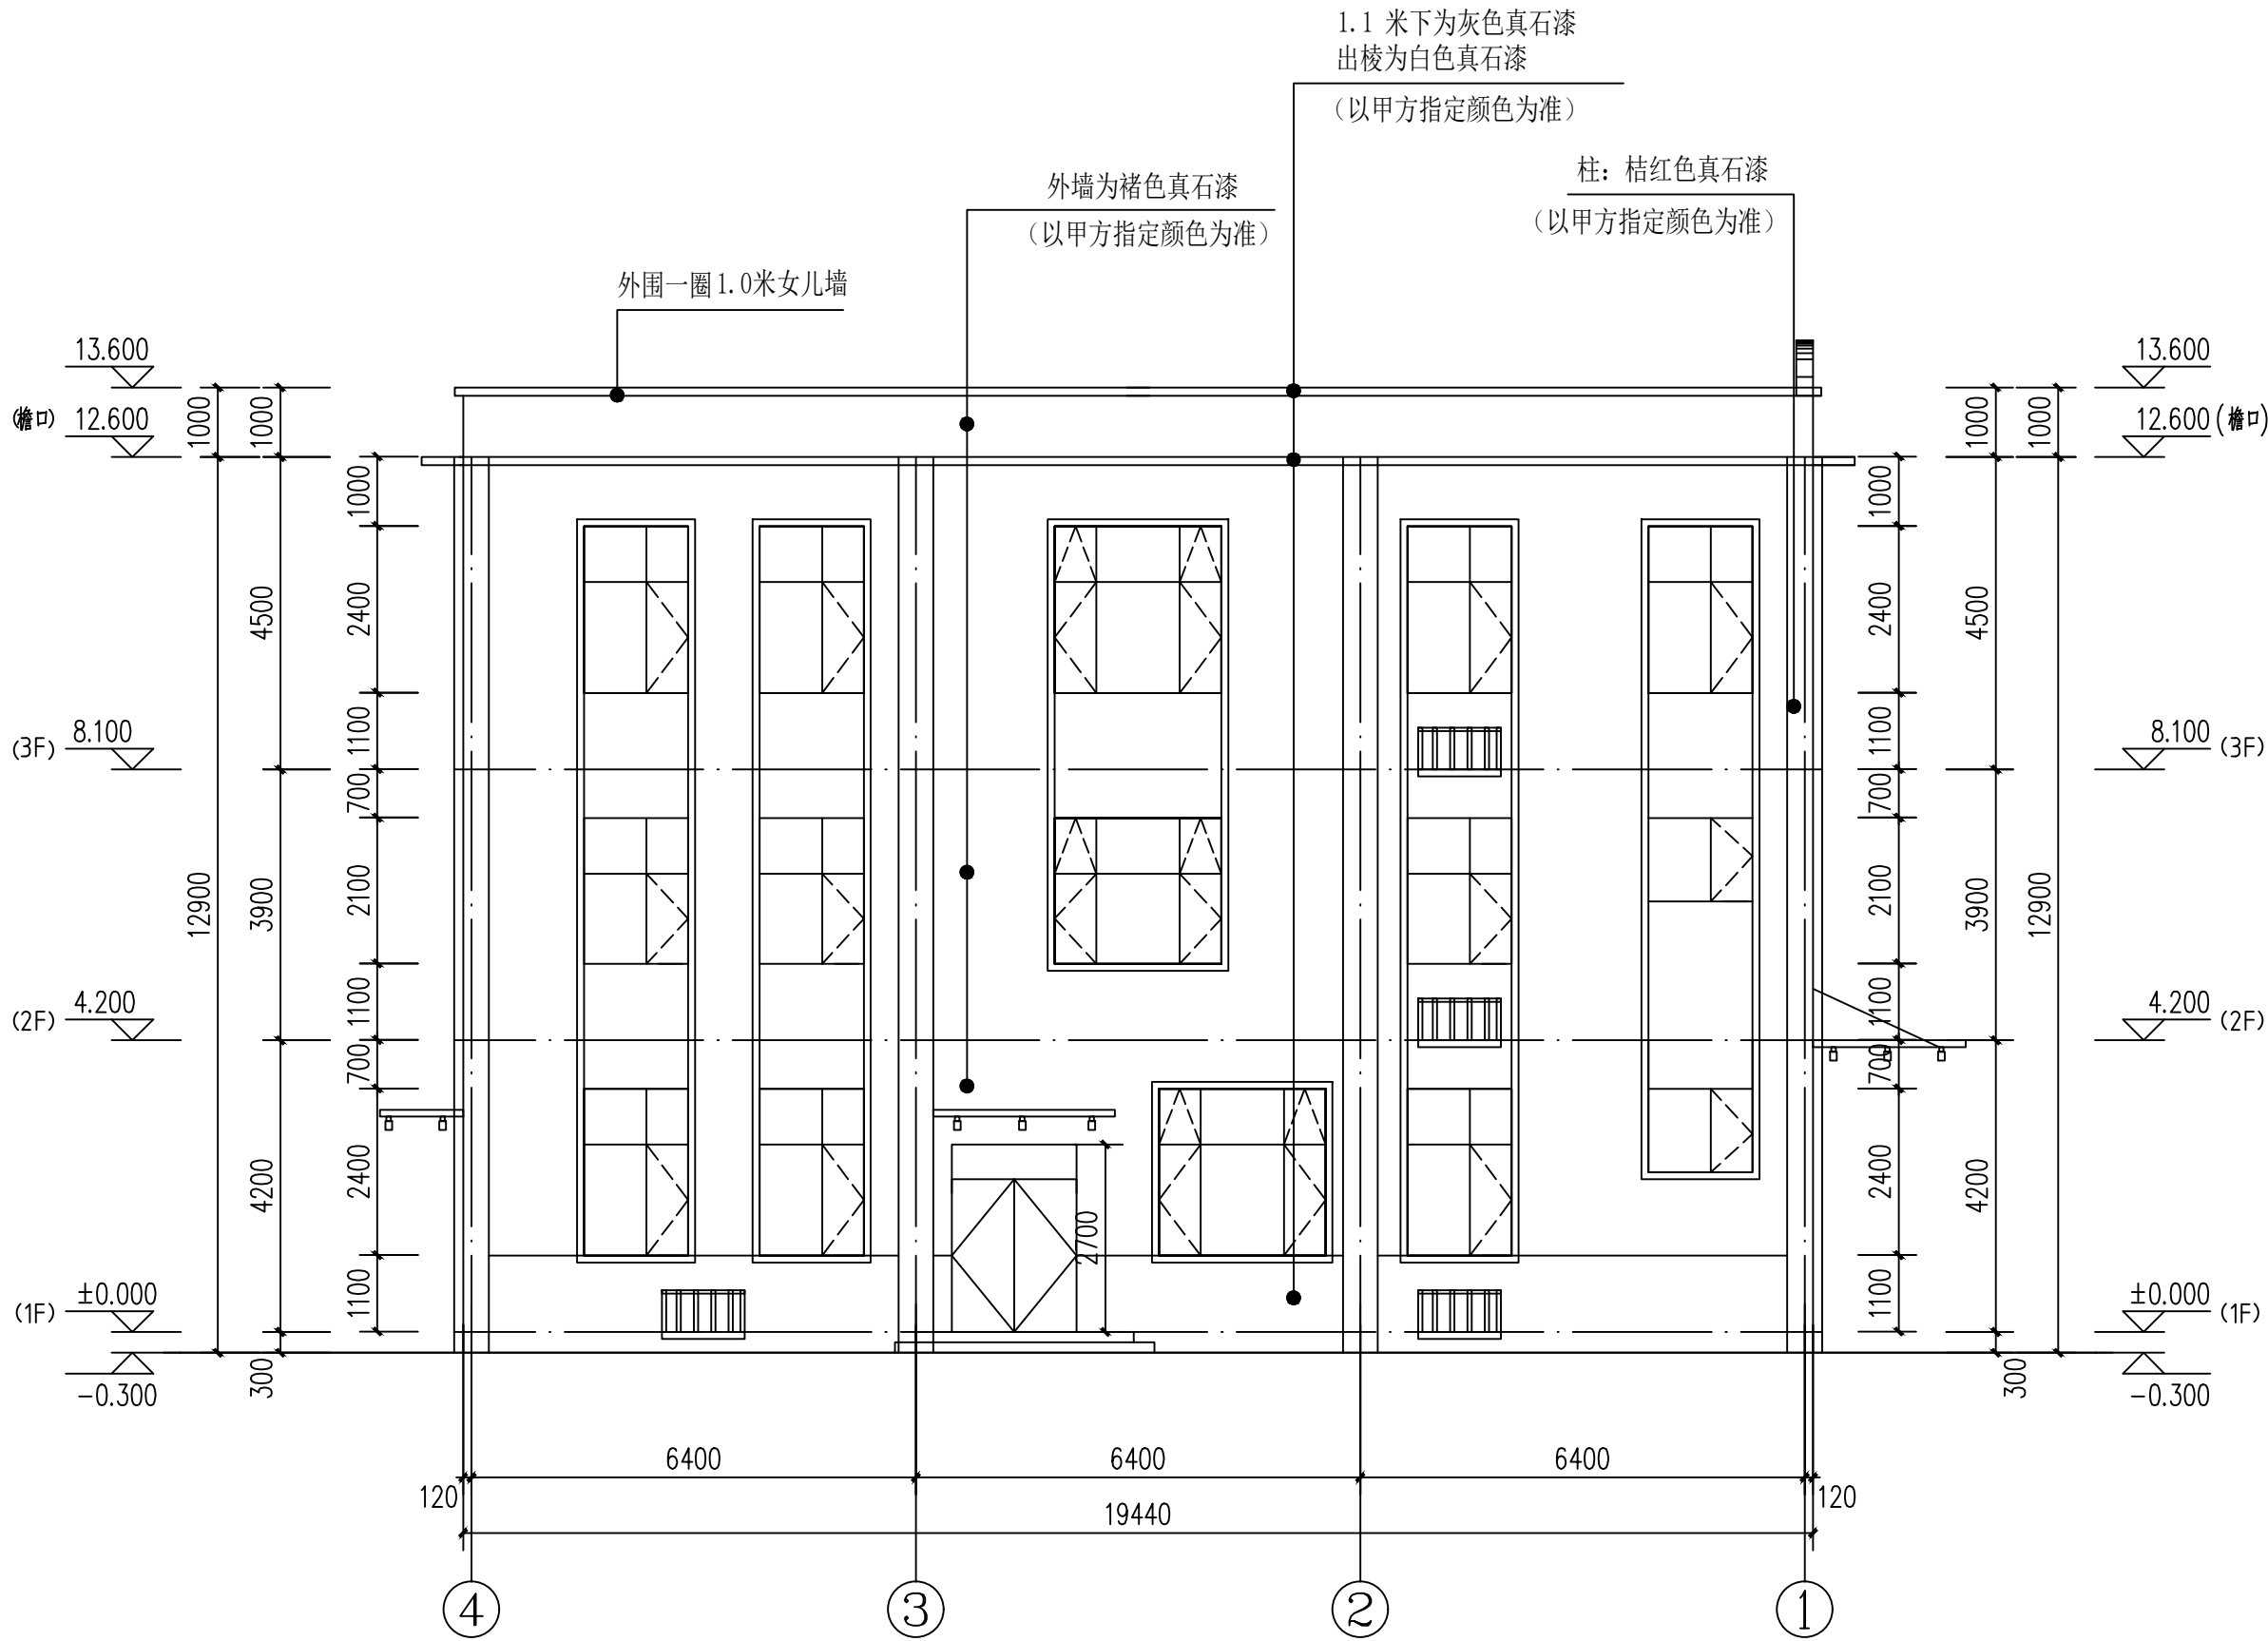 1.1 米下为灰色真石漆
出棱为白色真石漆
（以甲方指定颜色为准）
柱：桔红色真石漆
（以甲方指定颜色为准）
外墙为褚色真石漆
（以甲方指定颜色为准）
外围一圈1.0米女儿墙
13.600
(檐口) 12.600
(3F) 8.100
(2F) 4.200
(1F) ±0.000
-0.300
1000
12900
1000
4500
3900
4200
300
1000
2400
1100
700
2100
1100
700
2400
1100
2700
1000
2400
1100
700
2100
1100
700
2400
1100
1000
4500
3900
4200
300
1000
12900
13.600
12.600 (檐口)
8.100 (3F)
4.200 (2F)
±0.000 (1F)
-0.300
120 6400 6400 6400 120
19440
4 3 2 1